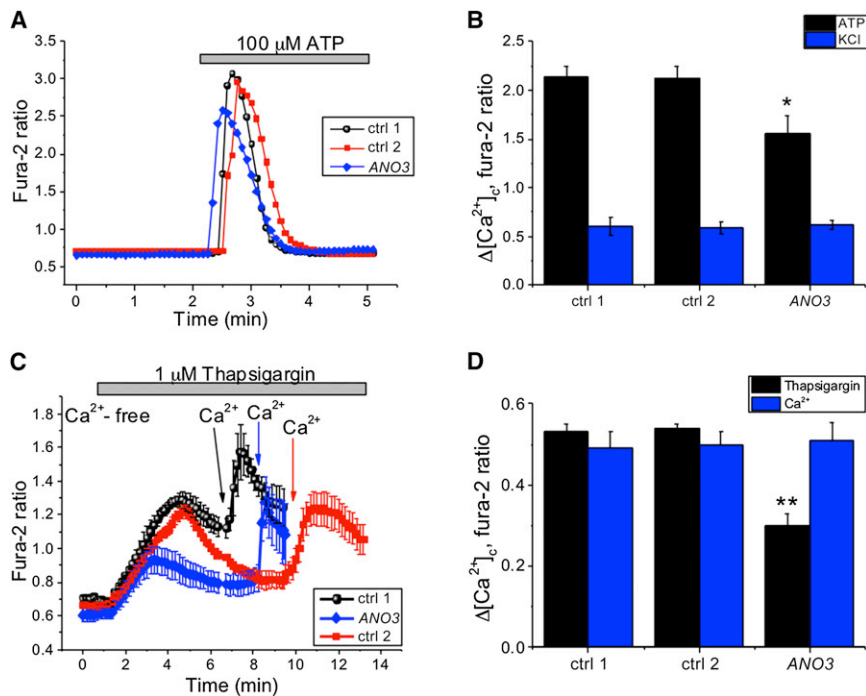 A
100 μM ATP
3.5
3.0
2.5
2.0
1.5
1.0
0.5
Fura-2 ratio
ctrl 1
ctrl 2
ANO3
0
1
2
3
4
5
Time (min)
B
ATP
KCl
2.5
2.0
1.5
1.0
0.5
0.0
Δ[Ca²⁺]c, fura-2 ratio
*
ctrl 1
ctrl 2
ANO3
C
1 μM Thapsigargin
Ca²⁺- free
Ca²⁺
Ca²⁺
Ca²⁺
1.8
1.6
1.4
1.2
1.0
0.8
0.6
0.4
Fura-2 ratio
ctrl 1
ANO3
ctrl 2
0
2
4
6
8
10
12
14
Time (min)
D
Thapsigargin
Ca²⁺
0.6
0.4
0.2
0.0
Δ[Ca²⁺]c, fura-2 ratio
**
ctrl 1
ctrl 2
ANO3